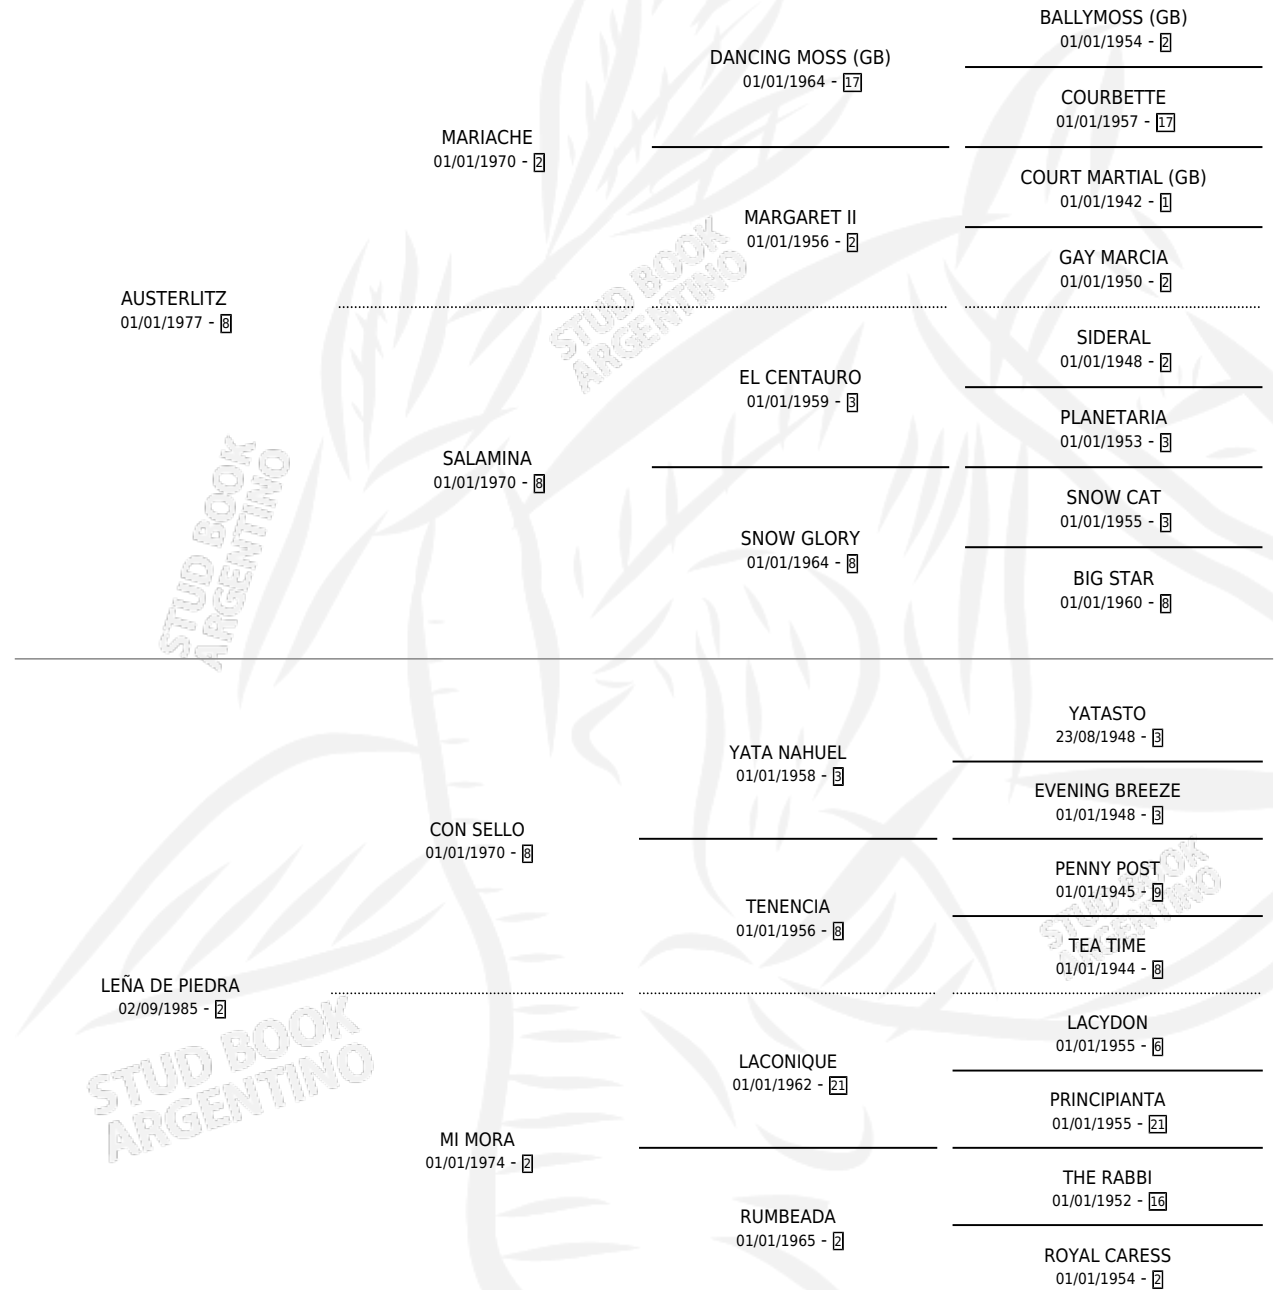 BALLYMOSS (GB)
01/01/1954 - 2
DANCING MOSS (GB)
01/01/1964 - 17
COURBETTE
01/01/1957 - 17
MARIACHE
01/01/1970 - 2
COURT MARTIAL (GB)
01/01/1942 - 1
MARGARET II
01/01/1956 - 2
GAY MARCIA
01/01/1950 - 2
AUSTERLITZ
01/01/1977 - 8
SIDERAL
01/01/1948 - 2
EL CENTAURO
01/01/1959 - 3
PLANETARIA
01/01/1953 - 3
SALAMINA
01/01/1970 - 8
SNOW CAT
01/01/1955 - 3
SNOW GLORY
01/01/1964 - 8
BIG STAR
01/01/1960 - 8
STUD BOOK
ARGENTINO
STUD BOOK
ARGENTINO
YATASTO
23/08/1948 - 3
YATA NAHUEL
01/01/1958 - 3
EVENING BREEZE
01/01/1948 - 3
CON SELLO
01/01/1970 - 8
PENNY POST
01/01/1945 - 9
TENENCIA
01/01/1956 - 8
TEA TIME
01/01/1944 - 8
LEÑA DE PIEDRA
02/09/1985 - 2
LACYDON
01/01/1955 - 6
LACONIQUE
01/01/1962 - 21
PRINCIPIANTA
01/01/1955 - 21
MI MORA
01/01/1974 - 2
THE RABBI
01/01/1952 - 16
RUMBEADA
01/01/1965 - 2
ROYAL CARESS
01/01/1954 - 2
STUD BOOK
ARGENTINO
STUD BOOK
ARGENTINO